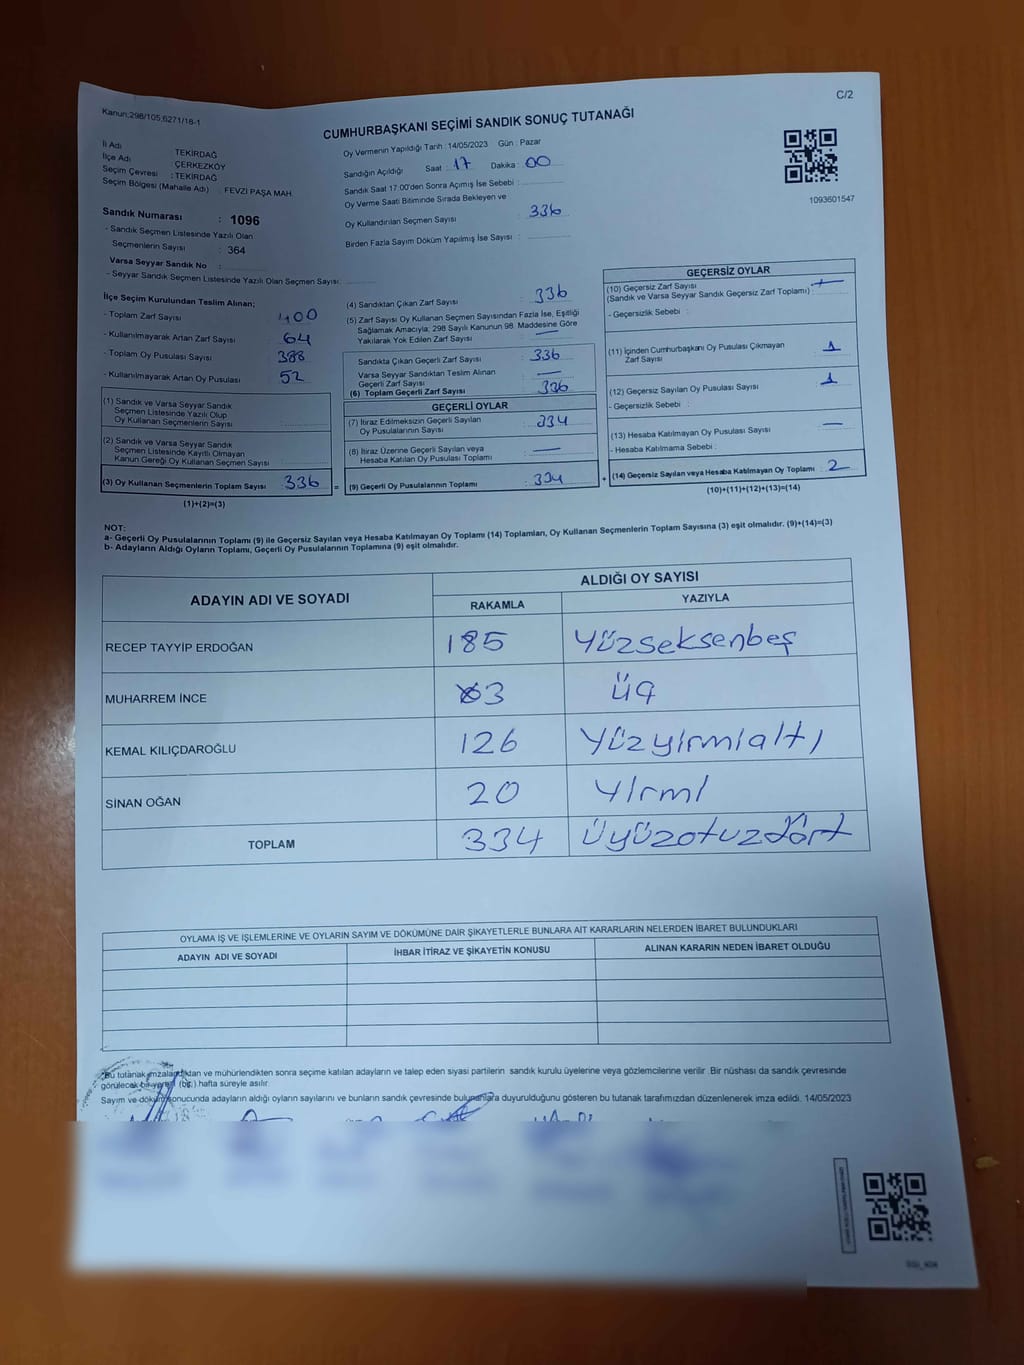 Kanun;298/105,6271/18-1
C/2
CUMHURBAŞKANI SEÇİMİ SANDIK SONUÇ TUTANAĞI
İl Adı : TEKİRDAĞ
İlçe Adı : ÇERKEZKÖY
Seçim Çevresi : TEKİRDAĞ
Seçim Bölgesi (Mahalle Adı) : FEVZİ PAŞA MAH.
Sandık Numarası : 1096
- Sandık Seçmen Listesinde Yazılı Olan
Seçmenlerin Sayısı : 364
Varsa Seyyar Sandık No :
- Seyyar Sandık Seçmen Listesinde Yazılı Olan Seçmen Sayısı:
Oy Vermenin Yapıldığı Tarih : 14/05/2023 Gün : Pazar
Sandığın Açıldığı Saat : 17 Dakika : 00
Sandık Saat 17:00'den Sonra Açımış İse Sebebi :
Oy Verme Saati Bitiminde Sırada Bekleyen ve
Oy Kullandırılan Seçmen Sayısı : 336
Birden Fazla Sayım Döküm Yapılmış İse Sayısı :
1093601547
İlçe Seçim Kurulundan Teslim Alınan;
- Toplam Zarf Sayısı : 400
- Kullanılmayarak Artan Zarf Sayısı : 64
- Toplam Oy Pusulası Sayısı : 388
- Kullanılmayarak Artan Oy Pusulası : 52
(1) Sandık ve Varsa Seyyar Sandık
Seçmen Listesinde Yazılı Olup
Oy Kullanan Seçmenlerin Sayısı :
(2) Sandık ve Varsa Seyyar Sandık
Seçmen Listesinde Kayıtlı Olmayan
Kanun Gereği Oy Kullanan Seçmen Sayısı :
(3) Oy Kullanan Seçmenlerin Toplam Sayısı : 336 =
(1)+(2)=(3)
(4) Sandıktan Çıkan Zarf Sayısı : 336
(5) Zarf Sayısı Oy Kullanan Seçmen Sayısından Fazla İse, Eşitliği
Sağlamak Amacıyla; 298 Sayılı Kanunun 98. Maddesine Göre
Yakılarak Yok Edilen Zarf Sayısı : —
Sandıkta Çıkan Geçerli Zarf Sayısı : 336
Varsa Seyyar Sandıktan Teslim Alınan
Geçerli Zarf Sayısı : —
(6) Toplam Geçerli Zarf Sayısı : 336
GEÇERLİ OYLAR
(7) İtiraz Edilmeksizin Geçerli Sayılan
Oy Pusulalarının Sayısı : 334
(8) İtiraz Üzerine Geçerli Sayılan veya
Hesaba Katılan Oy Pusulası Toplamı : —
(9) Geçerli Oy Pusulalarının Toplamı : 334 +
GEÇERSİZ OYLAR
(10) Geçersiz Zarf Sayısı
(Sandık ve Varsa Seyyar Sandık Geçersiz Zarf Toplamı) : —
- Geçersizlik Sebebi :
(11) İçinden Cumhurbaşkanı Oy Pusulası Çıkmayan
Zarf Sayısı : 1
(12) Geçersiz Sayılan Oy Pusulası Sayısı : 1
- Geçersizlik Sebebi :
(13) Hesaba Katılmayan Oy Pusulası Sayısı : —
- Hesaba Katılmama Sebebi :
(14) Geçersiz Sayılan veya Hesaba Katılmayan Oy Toplamı : 2
(10)+(11)+(12)+(13)=(14)
NOT:
a- Geçerli Oy Pusulalarının Toplamı (9) ile Geçersiz Sayılan veya Hesaba Katılmayan Oy Toplamı (14) Toplamları, Oy Kullanan Seçmenlerin Toplam Sayısına (3) eşit olmalıdır. (9)+(14)=(3)
b- Adayların Aldığı Oyların Toplamı, Geçerli Oy Pusulalarının Toplamına (9) eşit olmalıdır.
ADAYIN ADI VE SOYADI
ALDIĞI OY SAYISI
RAKAMLA YAZIYLA
RECEP TAYYİP ERDOĞAN 185 Yüzseksenbeş
MUHARREM İNCE 3 üç
KEMAL KILIÇDAROĞLU 126 Yüzyirmialtı
SİNAN OĞAN 20 Yirmi
TOPLAM 334 Üyüzotuzdört
OYLAMA İŞ VE İŞLEMLERİNE VE OYLARIN SAYIM VE DÖKÜMÜNE DAİR ŞİKAYETLERLE BUNLARA AİT KARARLARIN NELERDEN İBARET BULUNDUKLARI
ADAYIN ADI VE SOYADI İHBAR İTİRAZ VE ŞİKAYETİN KONUSU ALINAN KARARIN NEDEN İBARET OLDUĞU
Bu tutanak imzalandıktan ve mühürlendikten sonra seçime katılan adayların ve talep eden siyasi partilerin sandık kurulu üyelerine veya gözlemcilerine verilir .Bir nüshası da sandık çevresinde
görülecek bir yere (bir) hafta süreyle asılır.
Sayım ve döküm sonucunda adayların aldığı oyların sayılarını ve bunların sandık çevresinde bulunanlara duyurulduğunu gösteren bu tutanak tarafımızdan düzenlenerek imza edildi. 14/05/2023